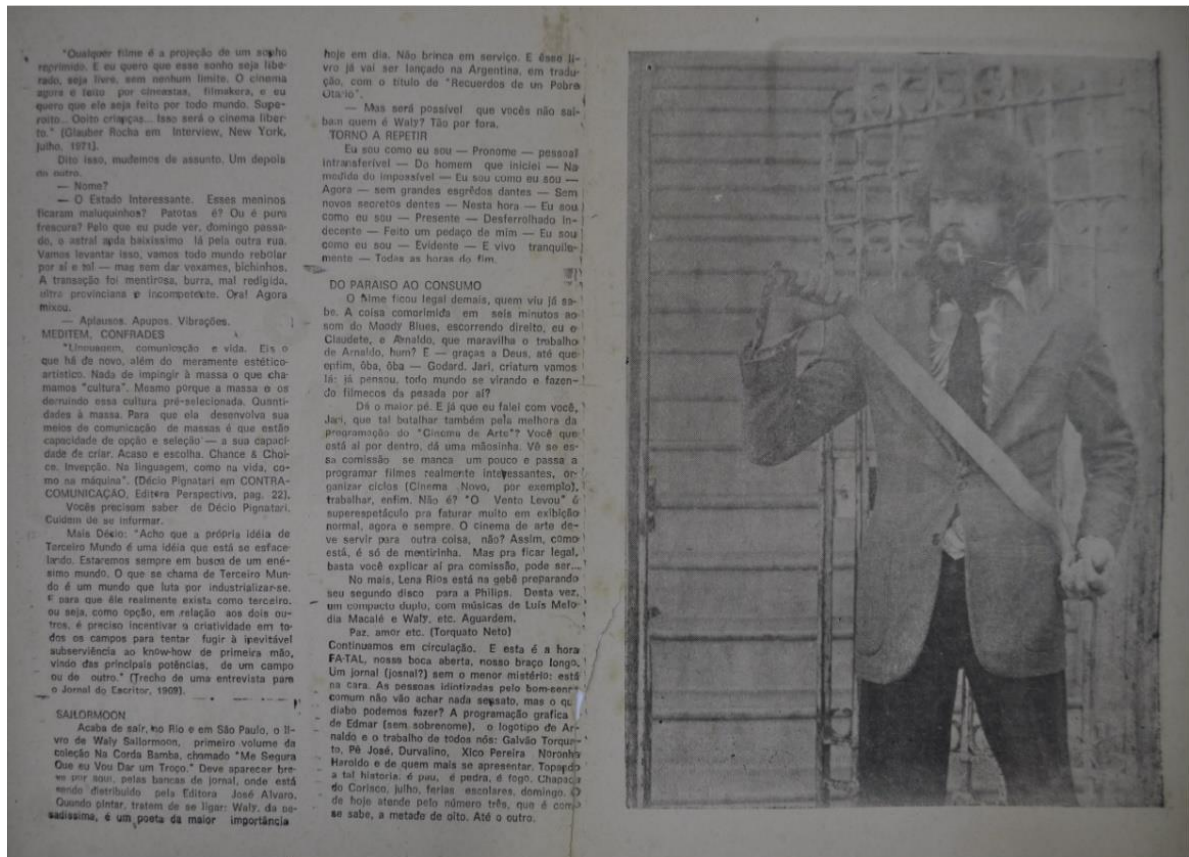 "Qualquer filme é a projeção de um sonho
reprimido. E eu quero que esse sonho seja libe-
rado, seja livre, sem nenhum limite. O cinema
agora é feito por cineastas, filmakers, e eu
quero que ele seja feito por todo mundo. Supe-
roito... Ooito crianças... Isso será o cinema liber-
to." (Glauber Rocha em Interview, New York,
julho, 1971).
Dito isso, mudemos de assunto. Um depois
do outro.
— Nome?
— O Estado Interessante. Esses meninos
ficaram maluquinhos? Patotas é? Ou é pura
frescura? Pelo que eu pude ver, domingo passa-
do, o astral anda baixíssimo lá pela outra rua.
Vamos levantar isso, vamos todo mundo rebolar
por aí e tal — mas sem dar vexames, bichinhos.
A transação foi mentirosa, burra, mal redigida,
ultra provinciana e incompetente. Ora! Agora
mixou.
— Aplausos. Apupos. Vibrações.
MEDITEM, CONFRADES
"Linguagem, comunicação e vida. Eis o
que há de novo, além do meramente estético-
artístico. Nada de impingir à massa o que cha-
mamos "cultura". Mesmo porque a massa e os
derruindo essa cultura pré-selecionada. Quanti-
dades à massa. Para que ela desenvolva sua
meios de comunicação de massas é que estão
capacidade de opção e seleção — a sua capaci-
dade de criar. Acaso e escolha. Chance & Choi-
ce. Invenção. Na linguagem, como na vida, co-
mo na máquina". (Décio Pignatari em CONTRA-
COMUNICAÇÃO, Editora Perspectiva, pag. 22).
Vocês precisam saber de Décio Pignatari.
Cuidem de se informar.
Mais Décio: "Acho que a própria idéia de
Terceiro Mundo é uma idéia que está se esface-
lando. Estaremos sempre em busca de um ené-
simo mundo. O que se chama de Terceiro Mun-
do é um mundo que luta por industrializar-se.
E para que êle realmente exista como terceiro,
ou seja, como opção, em relação aos dois ou-
tros, é preciso incentivar a criatividade em to-
dos os campos para tentar fugir à inevitável
subserviência ao know-how de primeira mão,
vindo das principais potências, de um campo
ou de outro." (Trecho de uma entrevista para
o Jornal do Escritor, 1969).
SAILORMOON
Acaba de sair, no Rio e em São Paulo, o li-
vro de Waly Sailormoon, primeiro volume da
coleção Na Corda Bamba, chamado "Me Segura
Que eu Vou Dar um Troço." Deve aparecer bre-
ve por aqui, pelas bancas de jornal, onde está
sendo distribuído pela Editora José Alvaro.
Quando pintar, tratem de se ligar: Waly, da pe-
sadíssima, é um poeta da maior importância
hoje em dia. Não brinca em serviço. E êsse li-
vro já vai ser lançado na Argentina, em tradu-
ção, com o título de "Recuerdos de un Pobre
Otario".
— Mas será possível que vocês não sai-
bam quem é Waly? Tão por fora.
TORNO A REPETIR
Eu sou como eu sou — Pronome — pessoal
intransferível — Do homem que iniciei — Na
medida do impossível — Eu sou como eu sou —
Agora — sem grandes esgrêdos dantes — Sem
novos secretos dentes — Nesta hora — Eu sou
como eu sou — Presente — Desferrolhado in-
decente — Feito um pedaço de mim — Eu sou
como eu sou — Evidente — E vivo tranquila-
mente — Todas as horas do fim.
DO PARAISO AO CONSUMO
O filme ficou legal demais, quem viu já sa-
be. A coisa comorimida em seis minutos ao
som do Moody Blues, escorrendo direito, eu e
Claudete, e Arnaldo, que maravilha o trabalho
de Arnaldo, hum? E — graças a Deus, até que
enfim, ôba, ôba — Godard. Jari, criatura vamos
lá: já pensou, todo mundo se virando e fazen-
do filmecos da pesada por aí?
Dá o maior pé. E já que eu falei com você,
Jari, que tal batalhar também pela melhora da
programação do "Cinema de Arte"? Você que
está aí por dentro, dá uma mãosinha. Vê se es-
sa comissão se manca um pouco e passa a
programar filmes realmente interessantes, or-
ganizar ciclos (Cinema Novo, por exemplo),
trabalhar, enfim. Não é? "O Vento Levou" é
superespetáculo pra faturar muito em exibição
normal, agora e sempre. O cinema de arte de-
ve servir para outra coisa, não? Assim, como
está, é só de mentirinha. Mas pra ficar legal,
basta você explicar aí pra comissão, pode ser...
No mais, Lena Rios está na gebê preparando
seu segundo disco para a Philips. Desta vez,
um compacto duplo, com músicas de Luís Melo-
dia Macalé e Waly, etc. Aguardem.
Paz, amor etc. (Torquato Neto)
Continuamos em circulação. E esta é a hora
FA-TAL, nossa boca aberta, nosso braço longo.
Um jornal (josnal?) sem o menor mistério: está
na cara. As pessoas idintizadas pelo bom-senso
comum não vão achar nada sensato, mas o que
diabo podemos fazer? A programação grafica
de Edmar (sem sobrenome), o logotipo de Ar-
naldo e o trabalho de todos nós: Galvão Torqua-
to, Pé José, Durvalino, Xico Pereira Noronha
Haroldo e de quem mais se apresentar. Topando
a tal historia: é pau, é pedra, é fogo. Chapada
do Corisco, julho, ferias escolares, domingo. O
de hoje atende pelo número três, que é como
se sabe, a metade de oito. Até o outro.